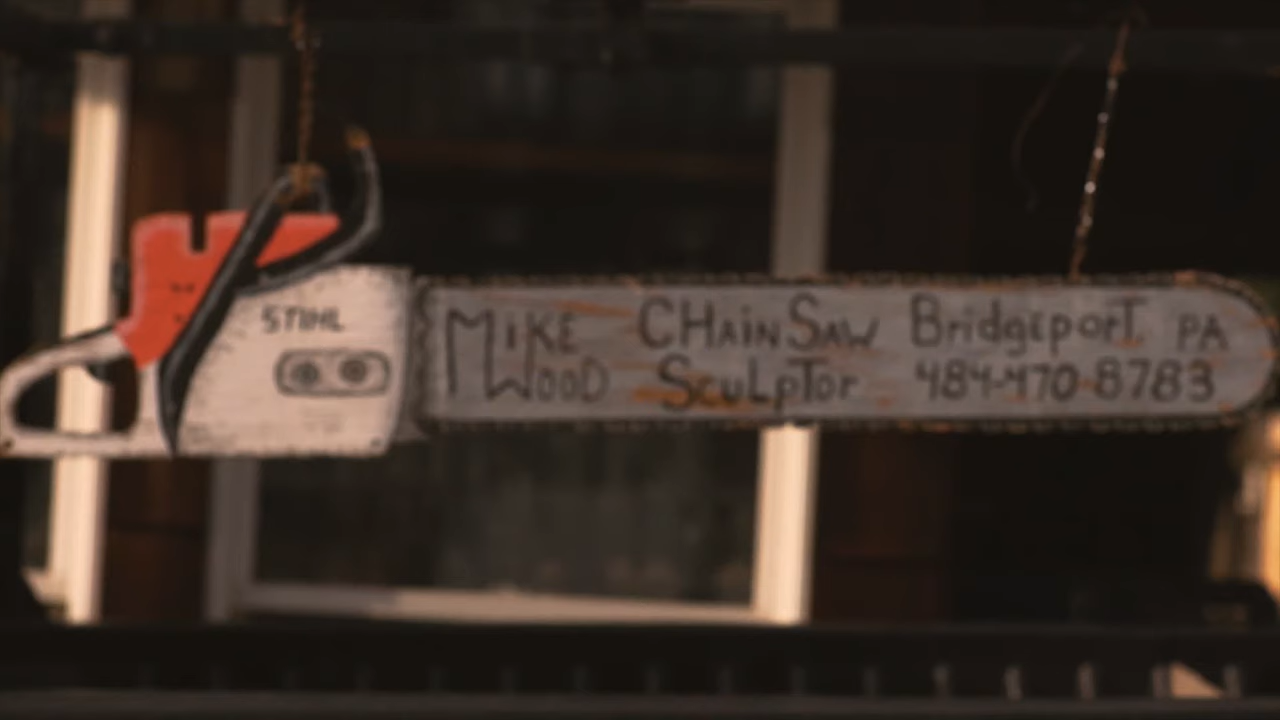 STIHL
MIKE WOOD
CHainSaw Sculptor
Bridgeport, PA
484-470-8783